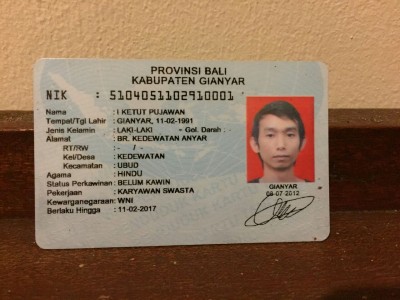 PROVINSI BALI
KABUPATEN GIANYAR
NIK : 5104051102910001
Nama : I KETUT PUJAWAN
Tempat/Tgl Lahir : GIANYAR, 11-02-1991
Jenis Kelamin : LAKI-LAKI - Gol. Darah : -
Alamat : BR. KEDEWATAN ANYAR
RT/RW : - / -
Kel/Desa : KEDEWATAN
Kecamatan : UBUD
Agama : HINDU
Status Perkawinan : BELUM KAWIN
Pekerjaan : KARYAWAN SWASTA
Kewarganegaraan: WNI
Berlaku Hingga : 11-02-2017
GIANYAR
08-07-2012